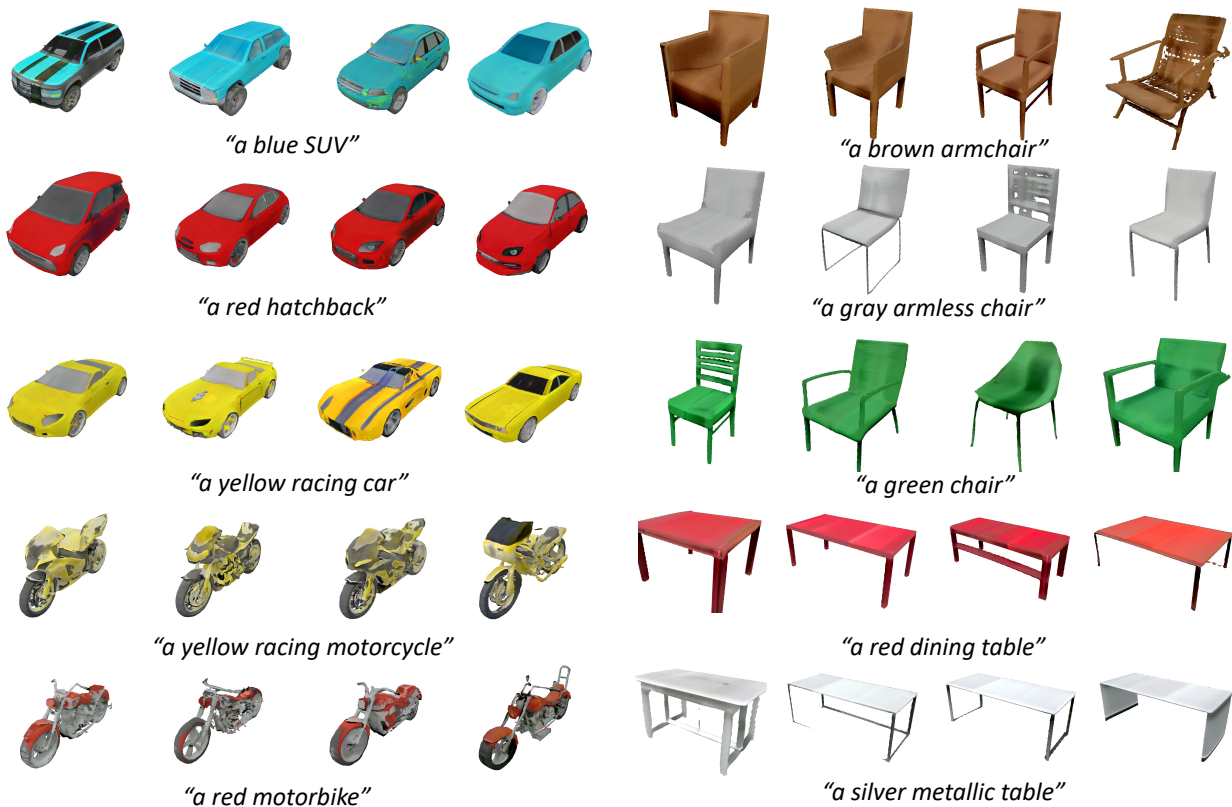 “a blue SUV”
“a brown armchair”
“a red hatchback”
“a gray armless chair”
“a yellow racing car”
“a green chair”
“a yellow racing motorcycle”
“a red dining table”
“a red motorbike”
“a silver metallic table”